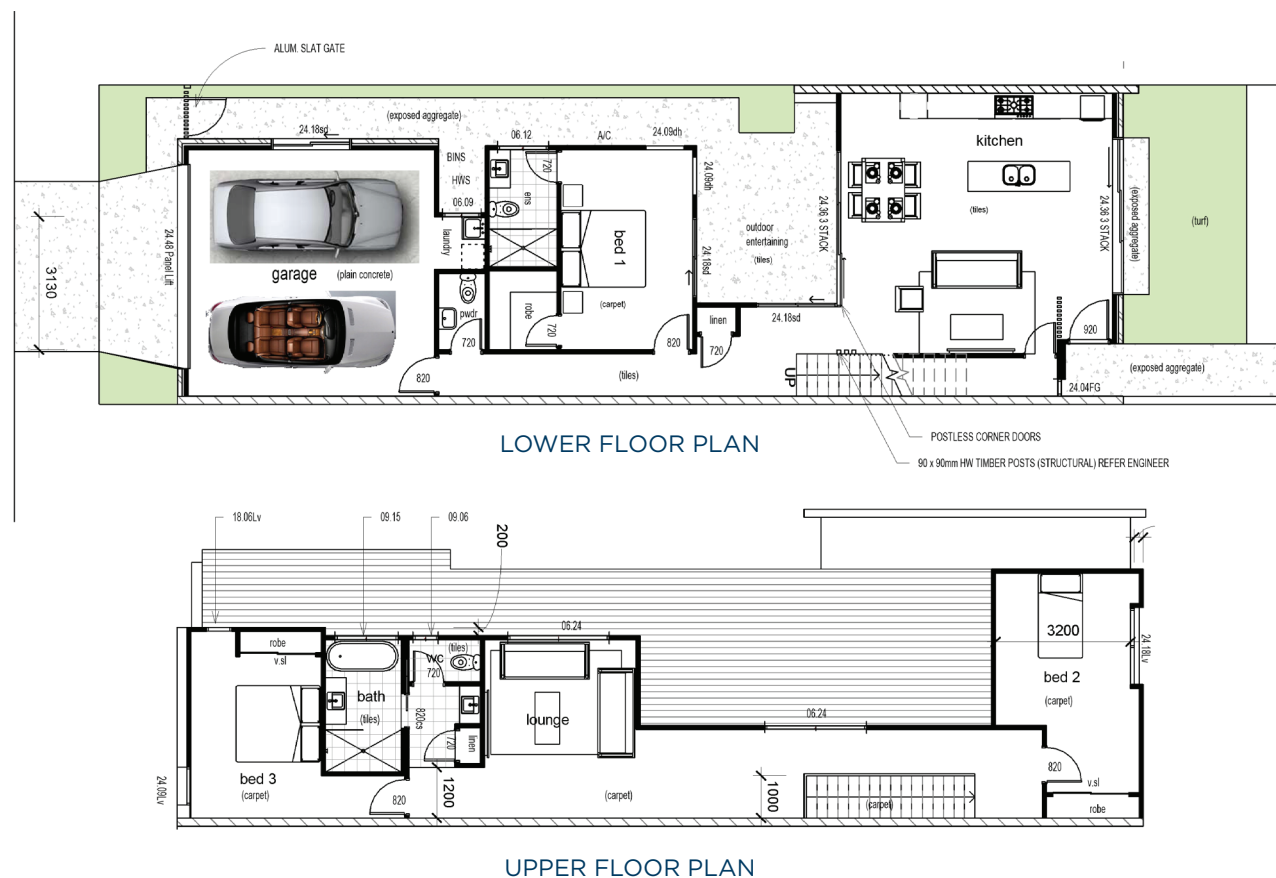 ALUM. SLAT GATE
(exposed aggregate)
24.18sd
06.12
A/C
24.09dh
BINS
HWS
06.09
720
24.09dh
kitchen
(tiles)
24.36 3 STACK
24.36 3 STACK
(exposed aggregate)
(turf)
3130
24.48 Panel Lift
garage
(plain concrete)
laundry
ens
bed 1
(carpet)
outdoor
entertaining
(tiles)
24.18sd
pwdr
720
robe
720
820
linen
720
24.18sd
920
820
(tiles)
UP
(exposed aggregate)
24.04FG
POSTLESS CORNER DOORS
LOWER FLOOR PLAN
90 x 90mm HW TIMBER POSTS (STRUCTURAL) REFER ENGINEER
18.06Lv
09.15
09.06
200
06.24
robe
v.sl
wc
(tiles)
720
3200
24.18Lv
bed 2
(carpet)
bath
(tiles)
820cs
lounge
06.24
720
linen
bed 3
(carpet)
24.09Lv
820
1200
(carpet)
1000
(carpet)
820
v.sl
robe
UPPER FLOOR PLAN